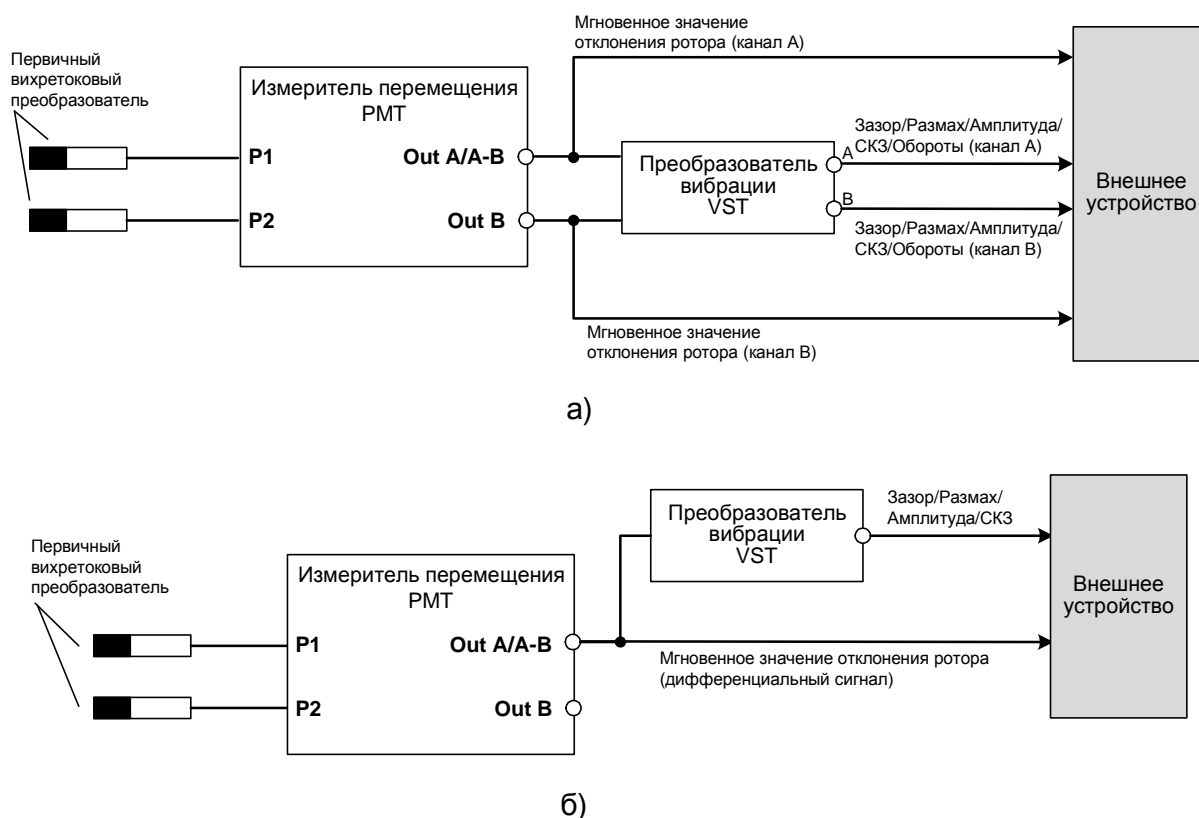 Мгновенное значение
отклонения ротора (канал А)
Первичный
вихретоковый
преобразователь
Измеритель перемещения
PMT
P1
Out A/A-B
P2
Out B
Преобразователь
вибрации
VST
A
B
Зазор/Размах/Амплитуда/
СКЗ/Обороты (канал А)
Зазор/Размах/Амплитуда/
СКЗ/Обороты (канал В)
Внешнее
устройство
Мгновенное значение
отклонения ротора (канал В)
а)
Первичный
вихретоковый
преобразователь
Измеритель перемещения
PMT
P1
Out A/A-B
P2
Out B
Преобразователь
вибрации
VST
Зазор/Размах/
Амплитуда/СКЗ
Мгновенное значение отклонения ротора
(дифференциальный сигнал)
Внешнее
устройство
б)